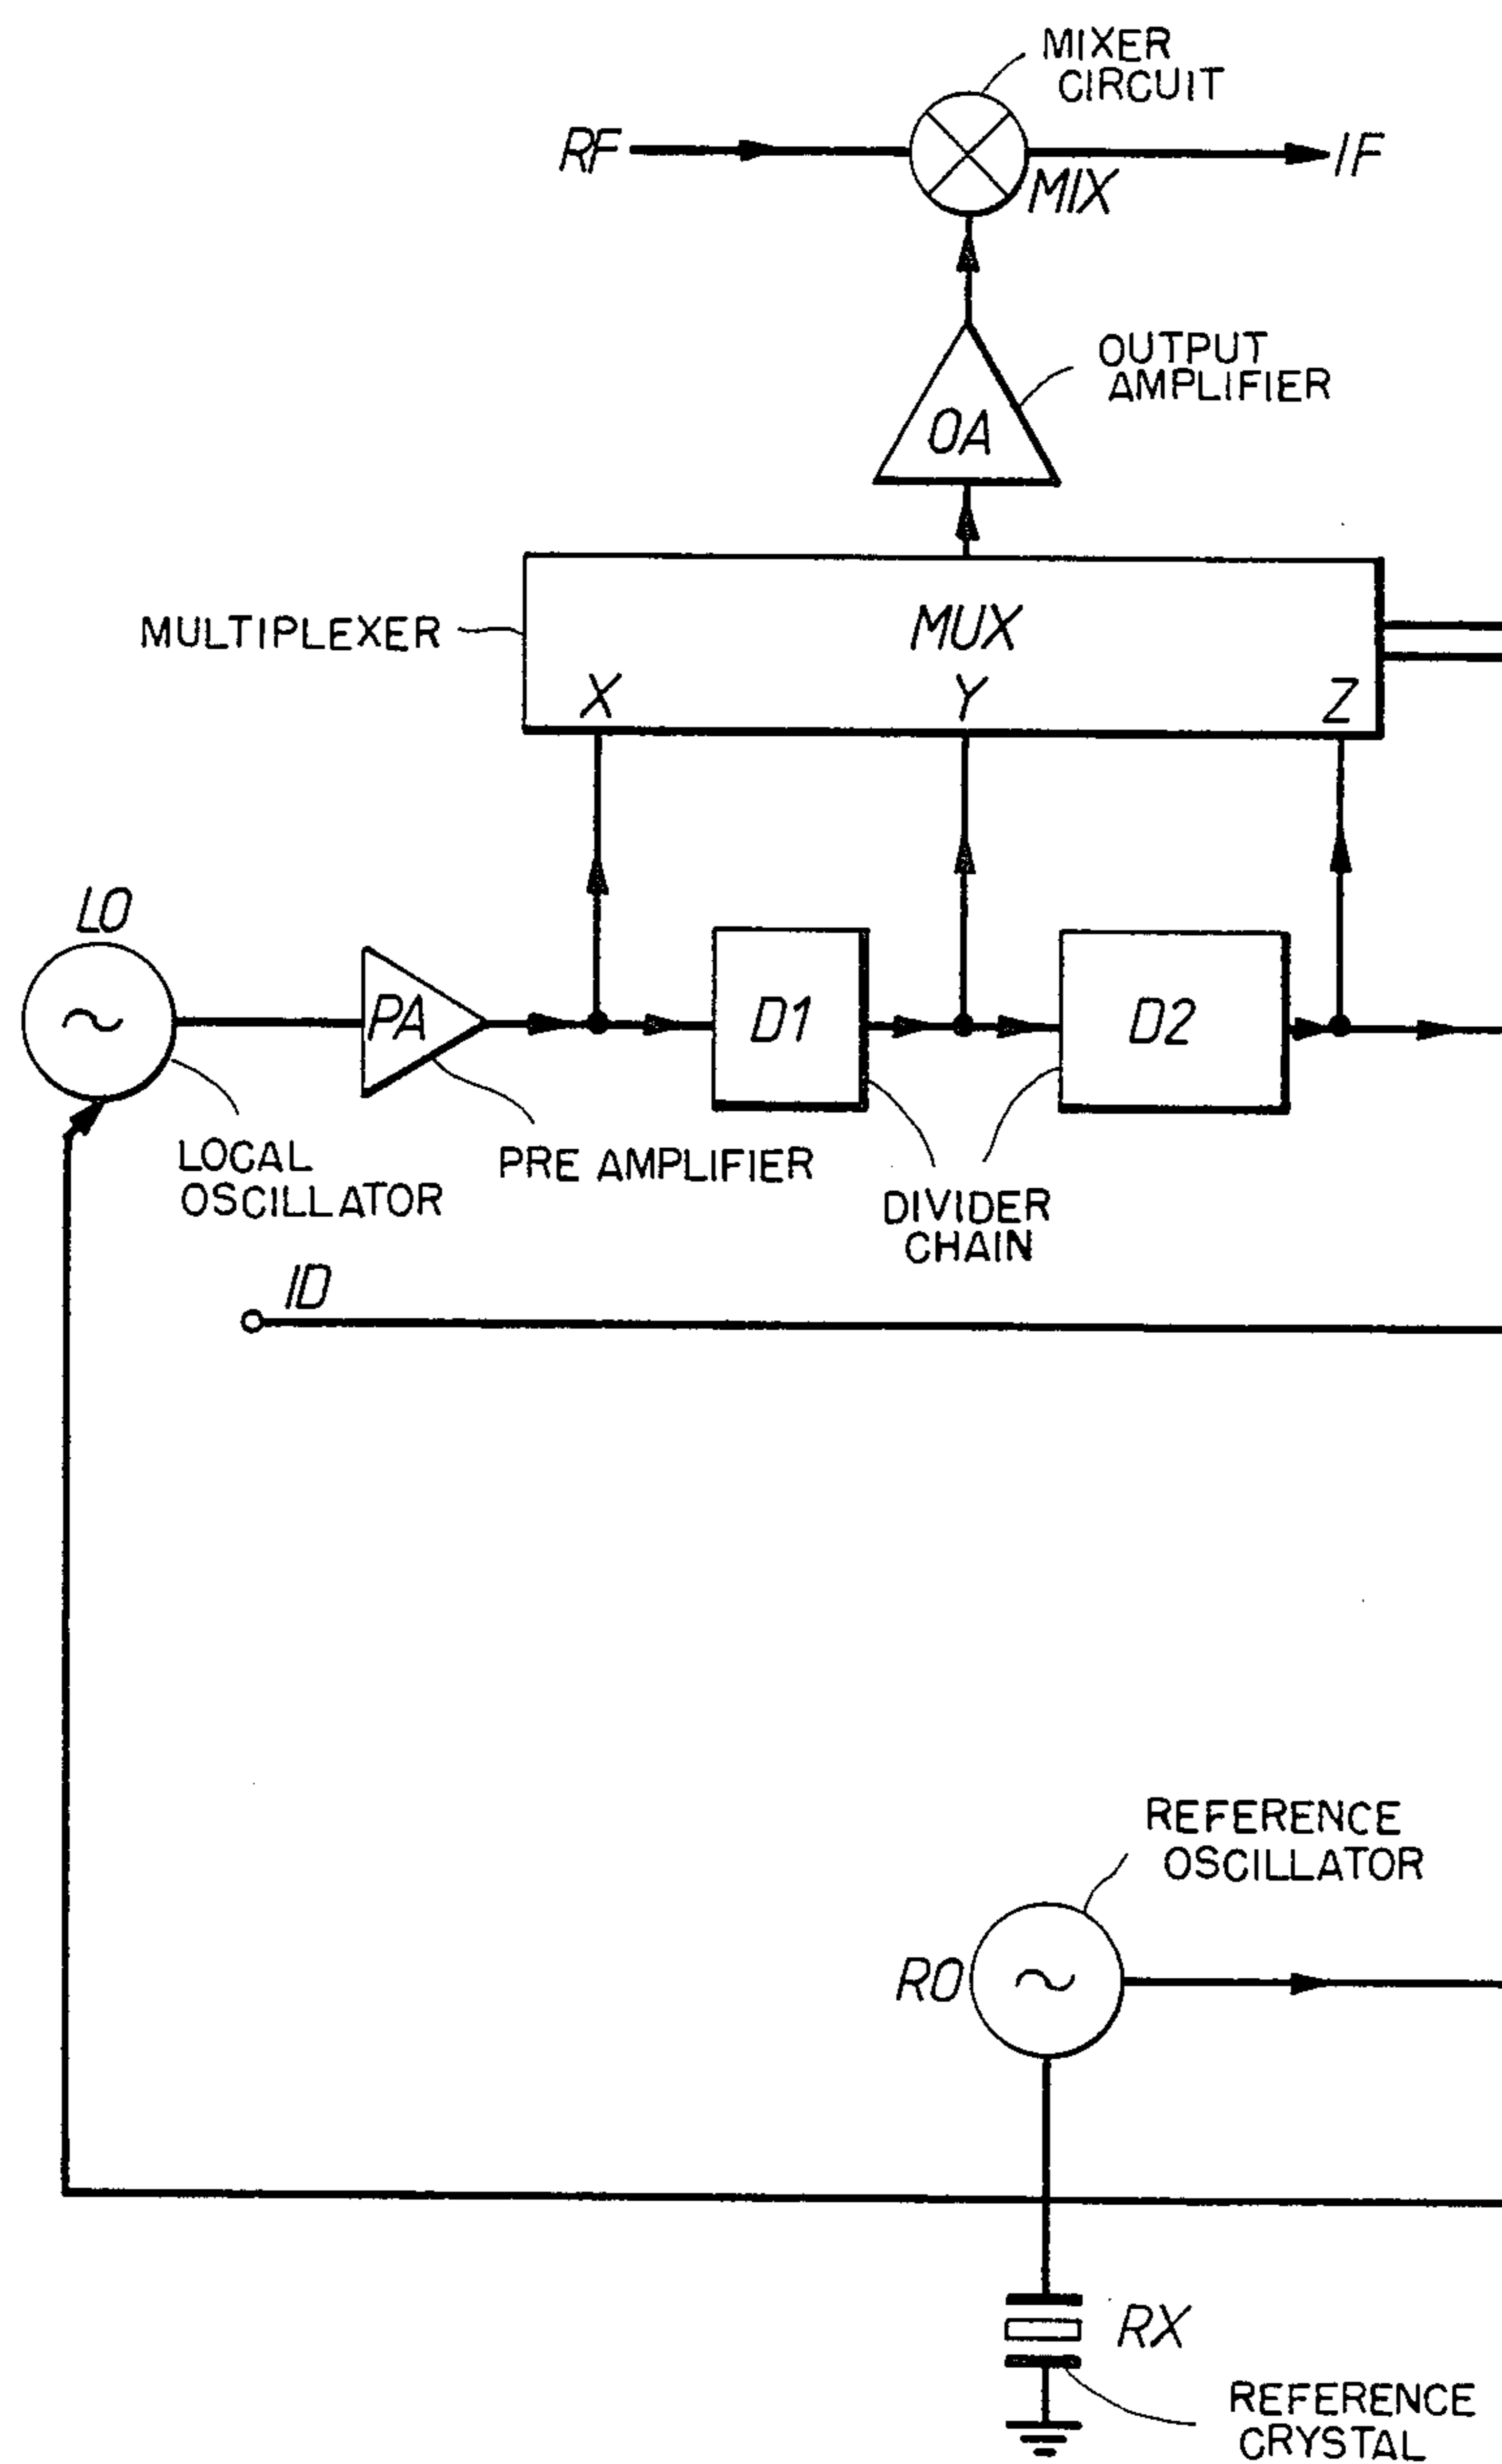 MIXER
CIRCUIT
RF
IF
MIX
OUTPUT
AMPLIFIER
OA
MULTIPLEXER
MUX
X
Y
Z
LO
PA
D1
D2
LOCAL
OSCILLATOR
PRE AMPLIFIER
DIVIDER
CHAIN
ID
REFERENCE
OSCILLATOR
RO
RX
REFERENCE
CRYSTAL